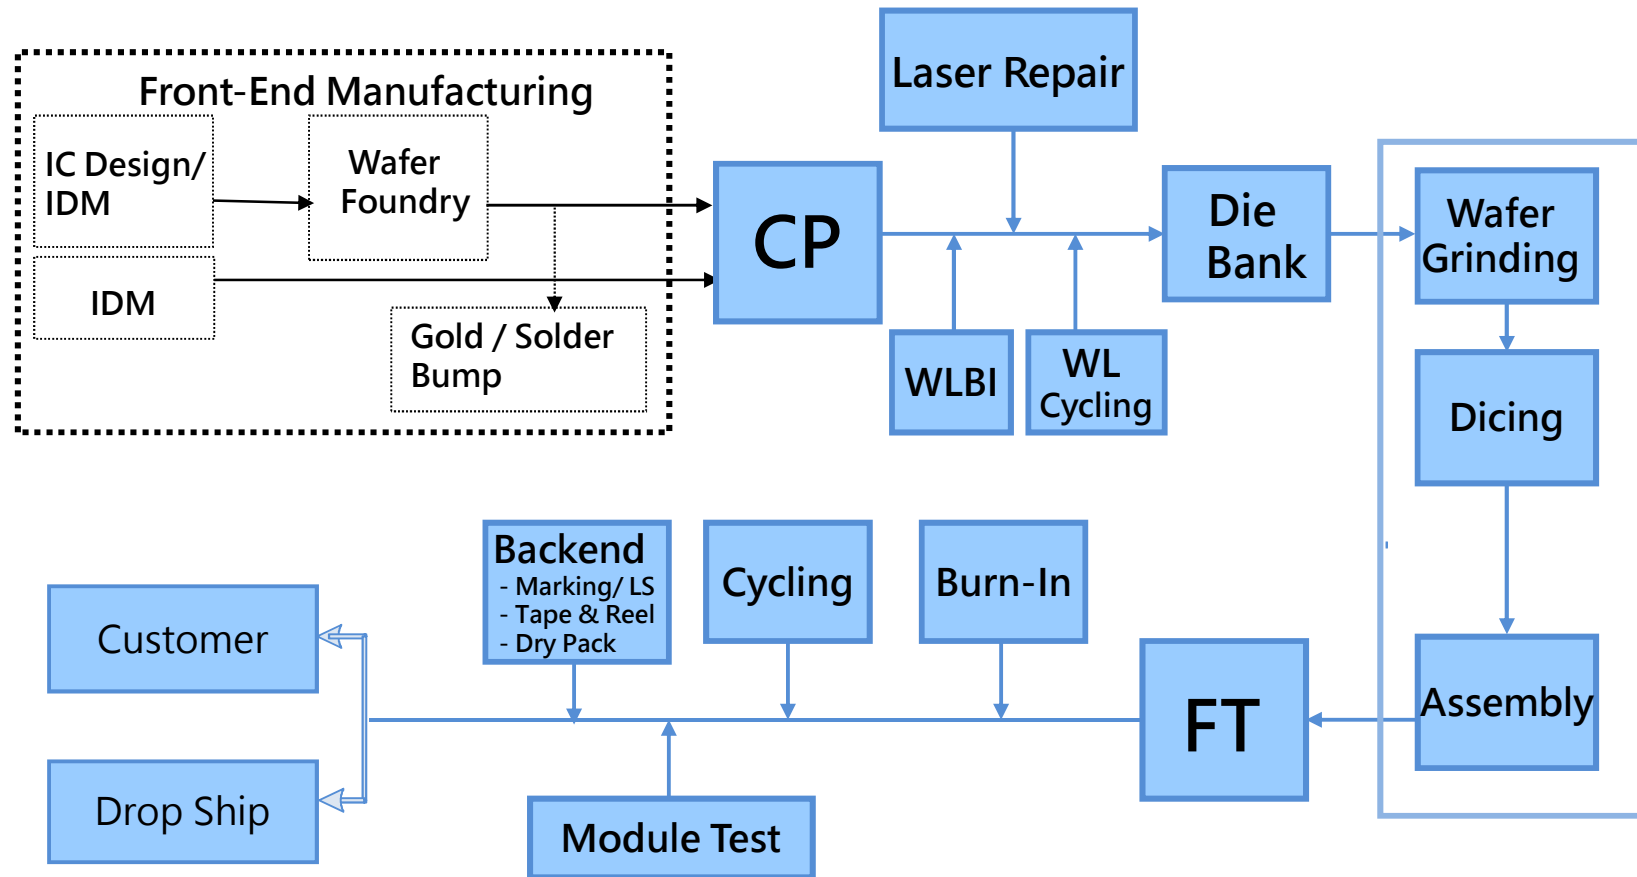 Front-End Manufacturing
IC Design/
IDM
Wafer
Foundry
IDM
Gold / Solder
Bump
CP
Laser Repair
WLBI
WL
Cycling
Die
Bank
Wafer
Grinding
Dicing
Assembly
FT
Burn-In
Cycling
Backend
- Marking/ LS
- Tape & Reel
- Dry Pack
Module Test
Customer
Drop Ship